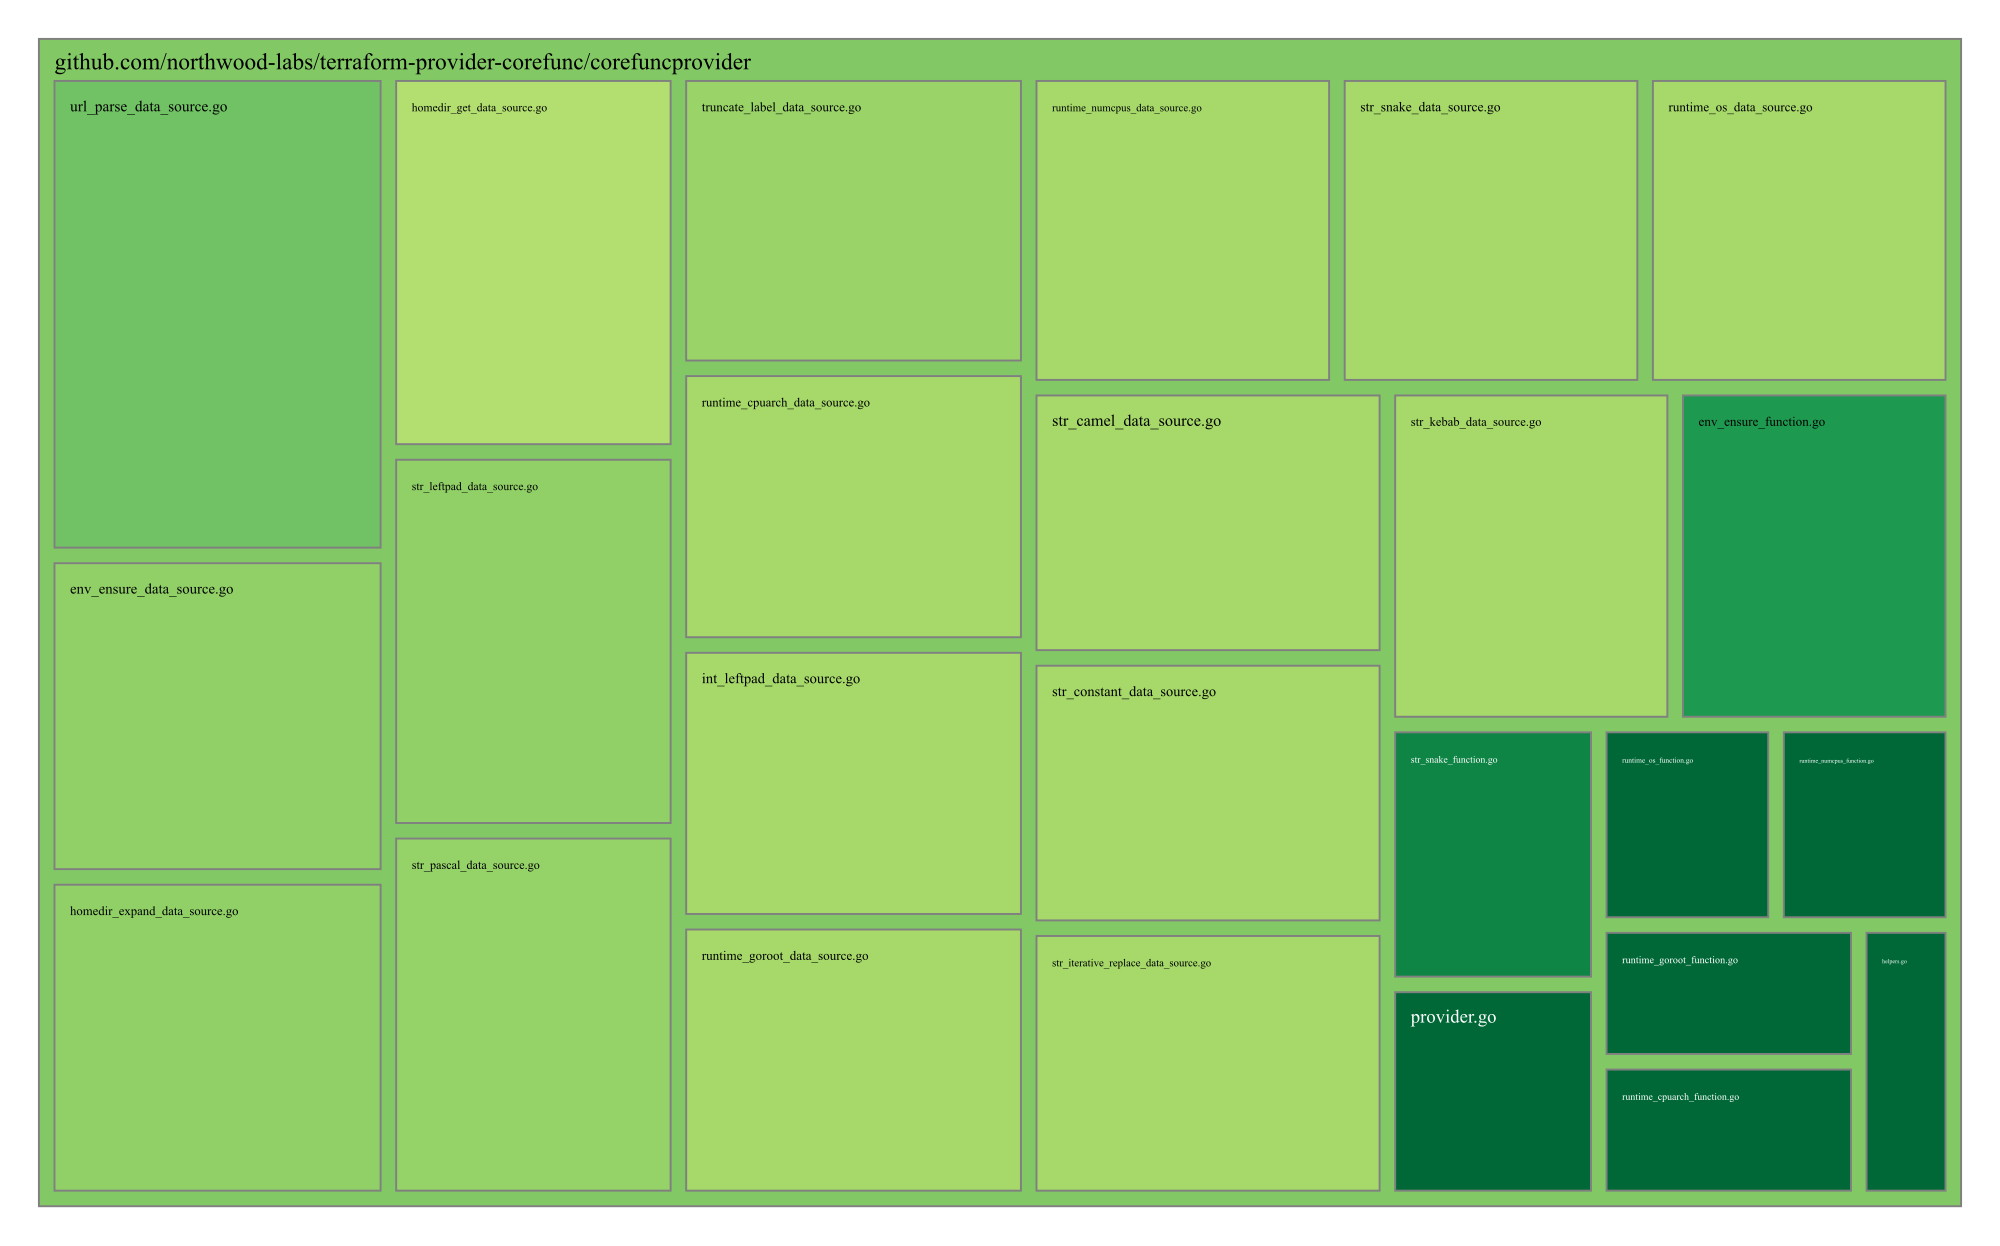 github.com/northwood-labs/terraform-provider-corefunc/corefuncprovider
url_parse_data_source.go
env_ensure_data_source.go
homedir_expand_data_source.go
homedir_get_data_source.go
str_leftpad_data_source.go
str_pascal_data_source.go
truncate_label_data_source.go
runtime_cpuarch_data_source.go
int_leftpad_data_source.go
runtime_goroot_data_source.go
runtime_numcpus_data_source.go
str_snake_data_source.go
runtime_os_data_source.go
str_camel_data_source.go
str_constant_data_source.go
str_iterative_replace_data_source.go
str_kebab_data_source.go
env_ensure_function.go
str_snake_function.go
provider.go
runtime_os_function.go
runtime_numcpus_function.go
runtime_goroot_function.go
runtime_cpuarch_function.go
helpers.go